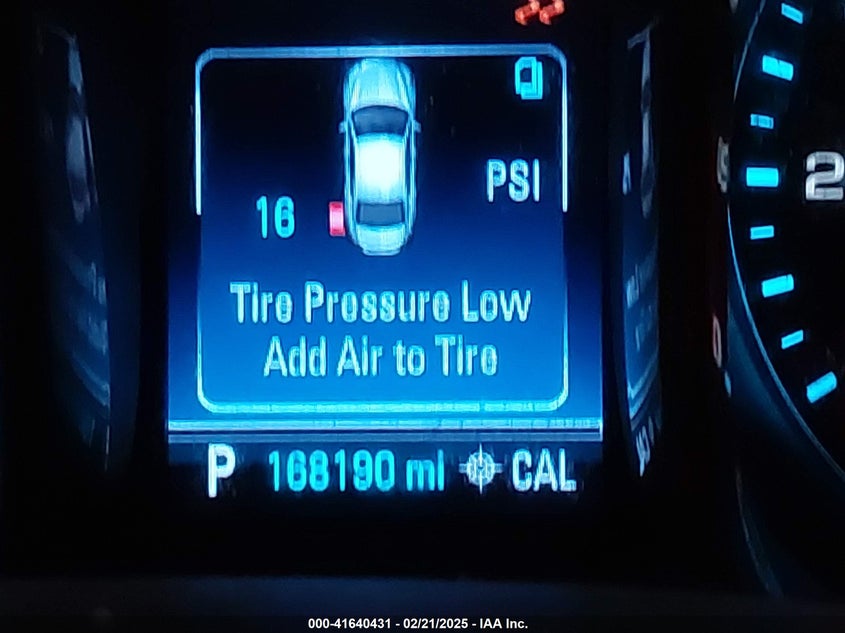 PSI
16
Tire Pressure Low
Add Air to Tire
P 168190 mi CAL
2
000-41640431 - 02/21/2025 - IAA Inc.